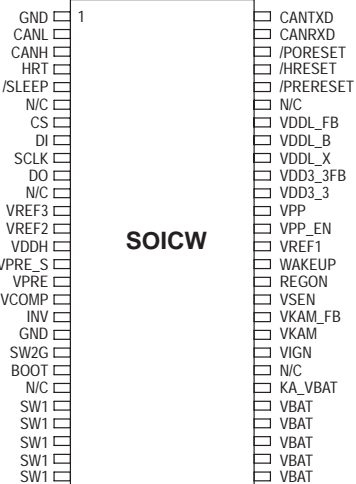 GND 1 CANTXD
CANL CANRXD
CANH /PORESET
HRT /HRESET
/SLEEP /PRERESET
N/C N/C
CS VDDL_FB
DI VDDL_B
SCLK VDDL_X
DO VDD3_3FB
N/C VDD3_3
VREF3 VPP
VREF2 VPP_EN
VDDH SOICW VREF1
VPRE_S WAKEUP
VPRE REGON
VCOMP VSEN
INV VKAM_FB
GND VKAM
SW2G VIGN
BOOT N/C
N/C KA_VBAT
SW1 VBAT
SW1 VBAT
SW1 VBAT
SW1 VBAT
SW1 VBAT